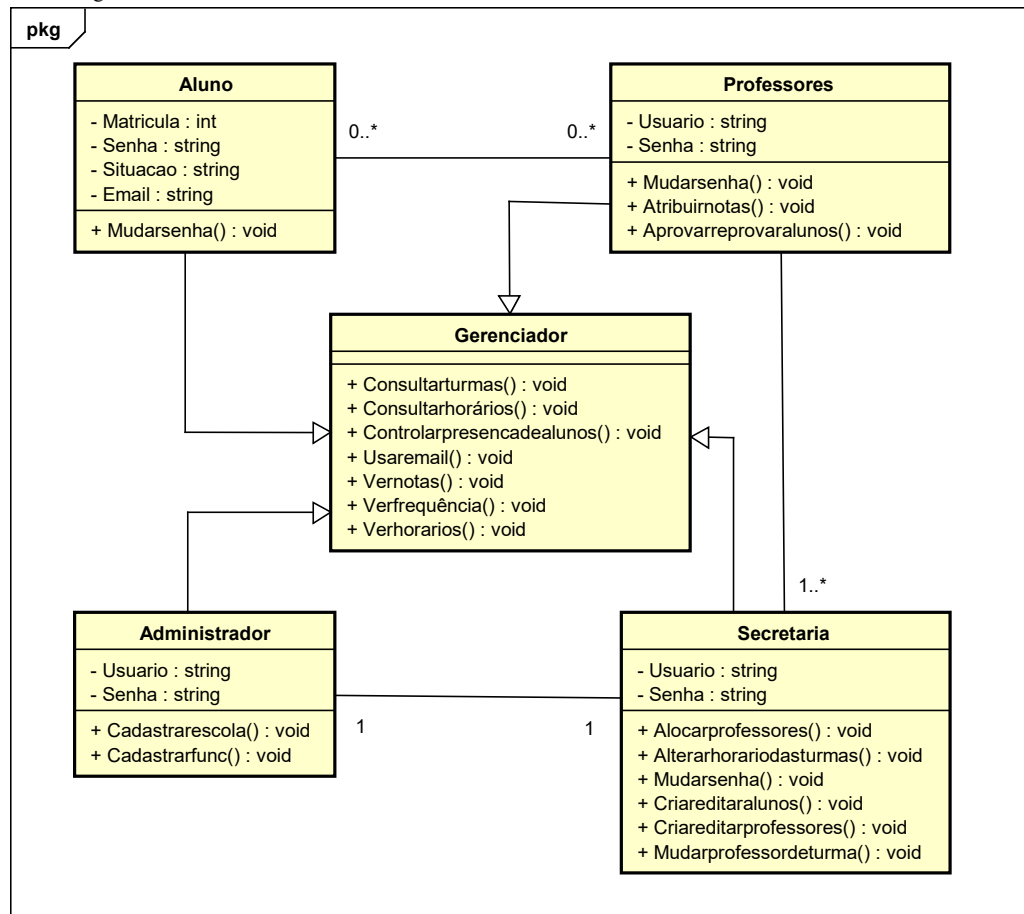 pkg
Aluno
- Matricula : int
- Senha : string
- Situacao : string
- Email : string
+ Mudarsenha() : void
0..*
0..*
Professores
- Usuario : string
- Senha : string
+ Mudarsenha() : void
+ Atribuirnotas() : void
+ Aprovarreprovaralunos() : void
Gerenciador
+ Consultarturmas() : void
+ Consultarhorários() : void
+ Controlarpresencadealunos() : void
+ Usaremail() : void
+ Vernotas() : void
+ Verfrequência() : void
+ Verhorarios() : void
1..*
Administrador
- Usuario : string
- Senha : string
+ Cadastrarescola() : void
+ Cadastrarfunc() : void
1
1
Secretaria
- Usuario : string
- Senha : string
+ Alocarprofessores() : void
+ Alterarhorariodasturmas() : void
+ Mudarsenha() : void
+ Criareditaralunos() : void
+ Criareditarprofessores() : void
+ Mudarprofessordeturma() : void